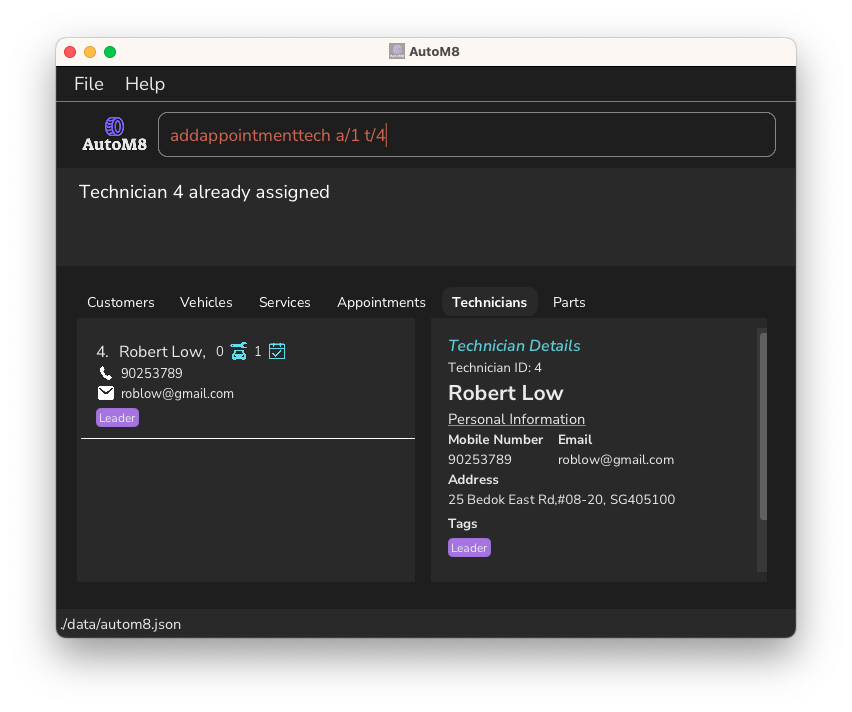 AutoM8
File Help
AutoM8
addappointmenttech a/1 t/4
Technician 4 already assigned
Customers Vehicles Services Appointments Technicians Parts
4. Robert Low, 0 1
90253789
roblow@gmail.com
Leader
Technician Details
Technician ID: 4
Robert Low
Personal Information
Mobile Number Email
90253789 roblow@gmail.com
Address
25 Bedok East Rd,#08-20, SG405100
Tags
Leader
./data/autom8.json